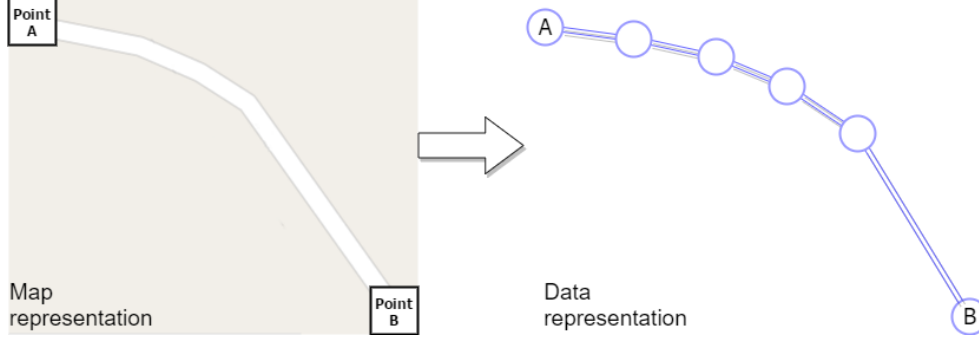 Point
A
A
Point
B
B
Map
representation
Data
representation